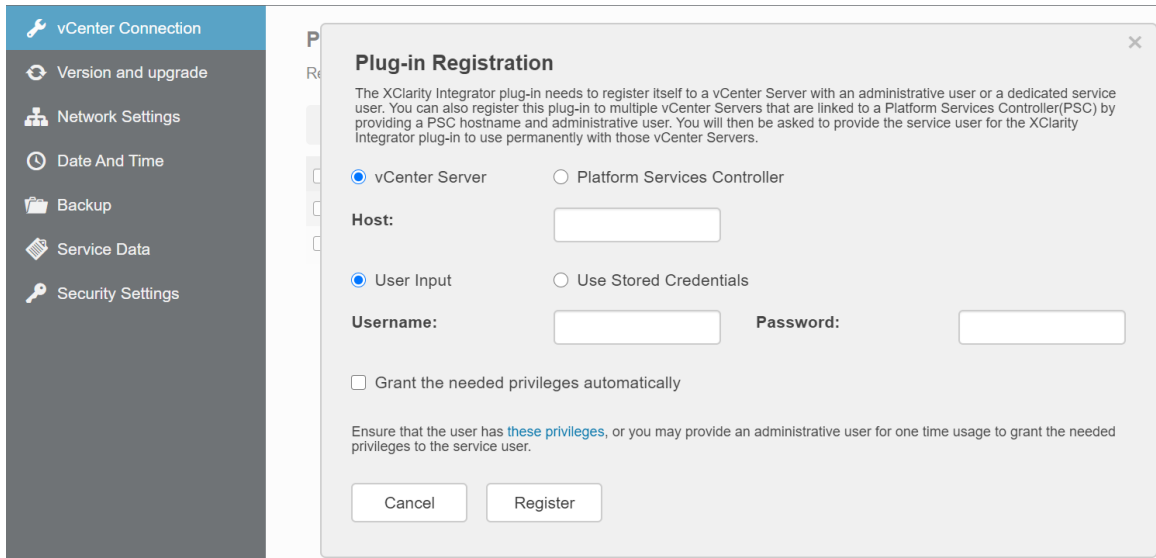 vCenter Connection
Version and upgrade
Network Settings
Date And Time
Backup
Service Data
Security Settings
P
Re
×
Plug-in Registration
The XClarity Integrator plug-in needs to register itself to a vCenter Server with an administrative user or a dedicated service
user. You can also register this plug-in to multiple vCenter Servers that are linked to a Platform Services Controller(PSC) by
providing a PSC hostname and administrative user. You will then be asked to provide the service user for the XClarity
Integrator plug-in to use permanently with those vCenter Servers.
vCenter Server Platform Services Controller
Host:
User Input Use Stored Credentials
Username: Password:
Grant the needed privileges automatically
Ensure that the user has these privileges, or you may provide an administrative user for one time usage to grant the needed
privileges to the service user.
Cancel Register